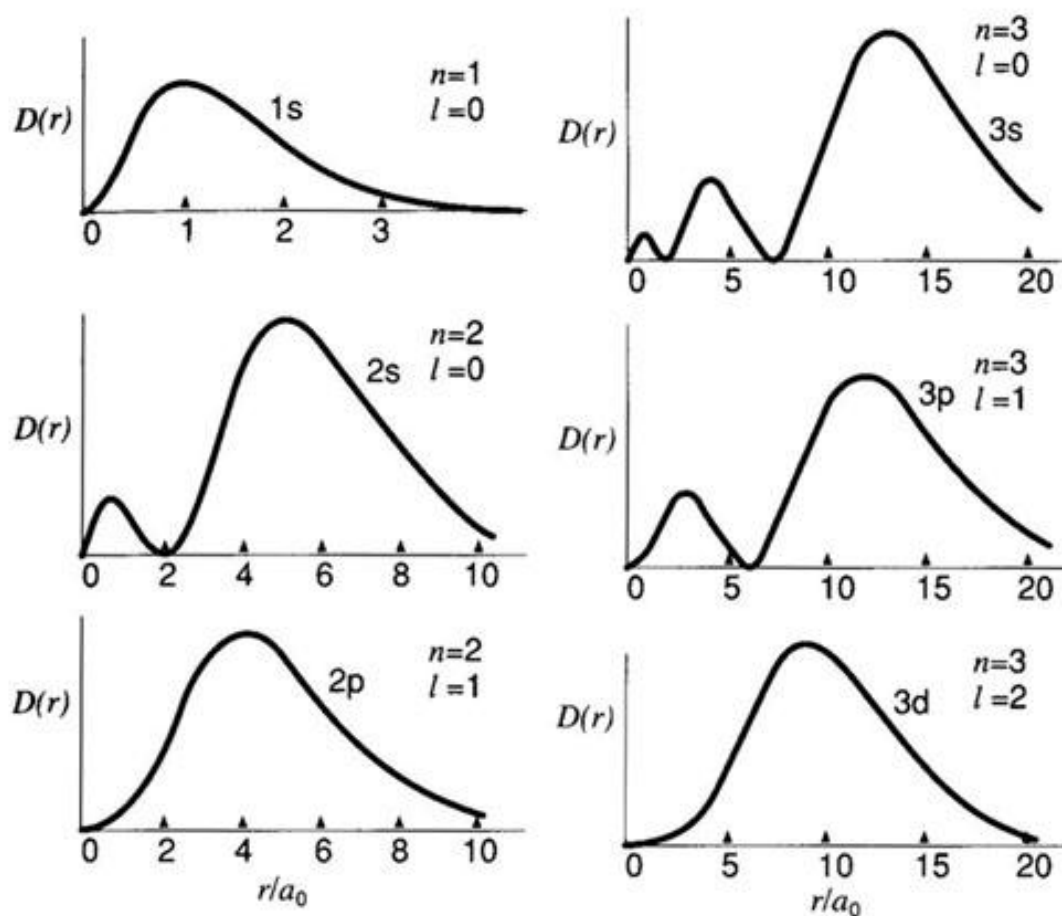 n=1
l=0
D(r)
1s
0 1 2 3
n=2
l=0
D(r)
2s
0 2 4 6 8 10
n=2
l=1
D(r)
2p
0 2 4 6 8 10
r/a₀
n=3
l=0
D(r)
3s
0 5 10 15 20
n=3
l=1
D(r)
3p
0 5 10 15 20
n=3
l=2
D(r)
3d
0 5 10 15 20
r/a₀